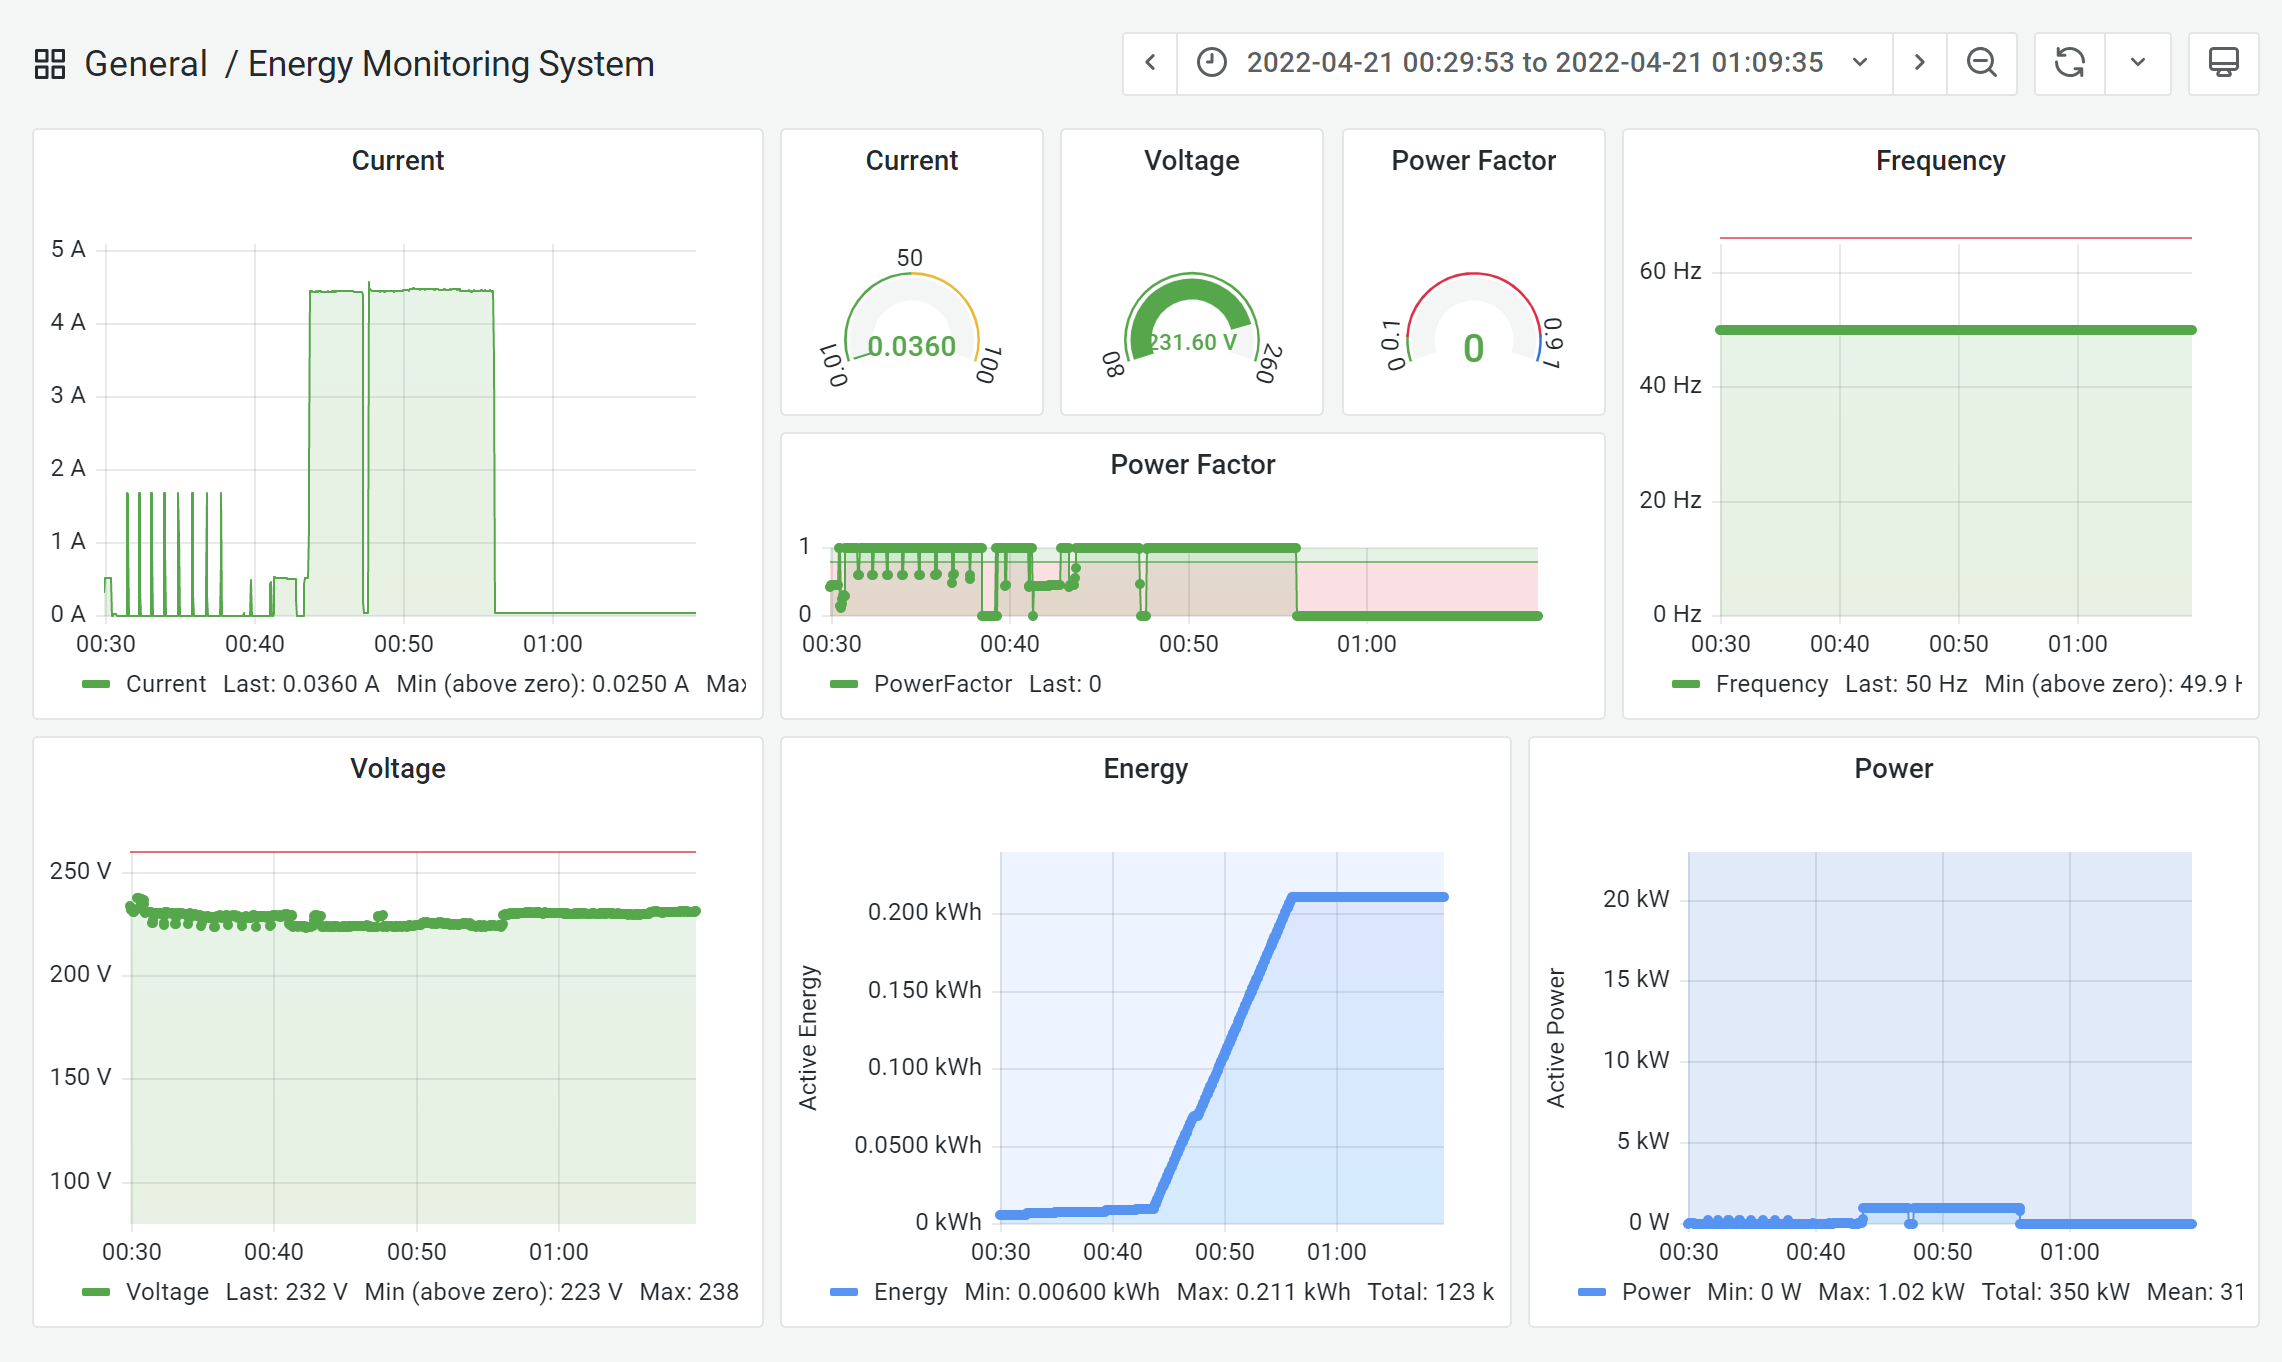 General / Energy Monitoring System
2022-04-21 00:29:53 to 2022-04-21 01:09:35
Current
5 A
4 A
3 A
2 A
1 A
0 A
00:30 00:40 00:50 01:00
Current Last: 0.0360 A Min (above zero): 0.0250 A Max
Current
50
0.01
100
0.0360
Voltage
80
260
231.60 V
Power Factor
0
0.1
0.9
0
Power Factor
1
0
00:30 00:40 00:50 01:00
PowerFactor Last: 0
Frequency
60 Hz
40 Hz
20 Hz
0 Hz
00:30 00:40 00:50 01:00
Frequency Last: 50 Hz Min (above zero): 49.9 H
Voltage
250 V
200 V
150 V
100 V
00:30 00:40 00:50 01:00
Voltage Last: 232 V Min (above zero): 223 V Max: 238
Energy
Active Energy
0.200 kWh
0.150 kWh
0.100 kWh
0.0500 kWh
0 kWh
00:30 00:40 00:50 01:00
Energy Min: 0.00600 kWh Max: 0.211 kWh Total: 123 k
Power
Active Power
20 kW
15 kW
10 kW
5 kW
0 W
00:30 00:40 00:50 01:00
Power Min: 0 W Max: 1.02 kW Total: 350 kW Mean: 31